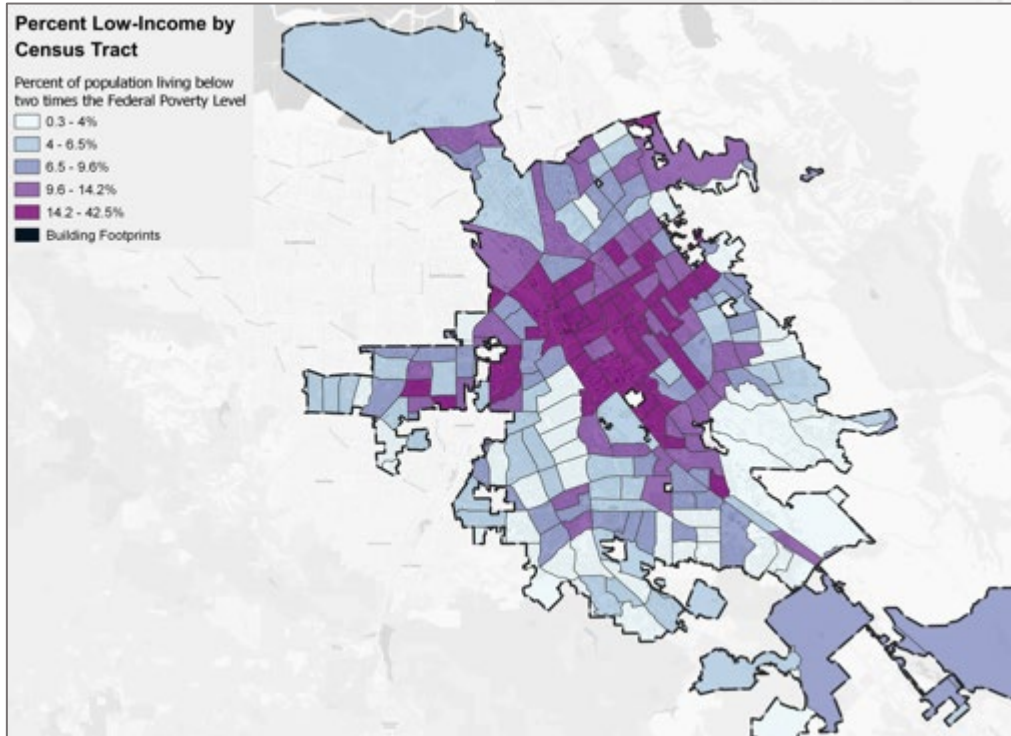 Percent Low-Income by
Census Tract
Percent of population living below
two times the Federal Poverty Level
0.3 - 4%
4 - 6.5%
6.5 - 9.6%
9.6 - 14.2%
14.2 - 42.5%
Building Footprints